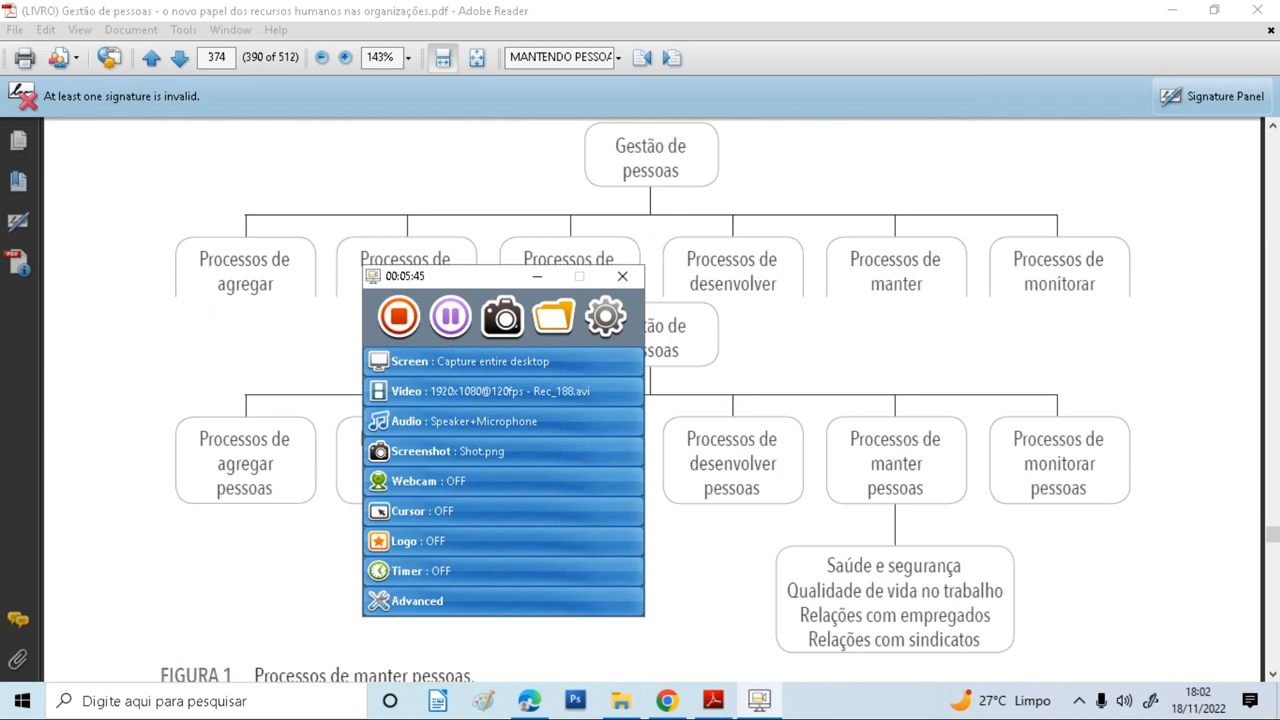 (LIVRO) Gestão de pessoas - o novo papel dos recursos humanos nas organizações.pdf - Adobe Reader
File Edit View Document Tools Window Help
374 (390 of 512) 143% MANTENDO PESSOA
At least one signature is invalid.
Signature Panel
Gestão de
pessoas
Processos de Processos de Processos de Processos de Processos de Processos de
agregar desenvolver manter monitorar
00:05:45
Screen : Capture entire desktop
Video : 1920x1080@120fps - Rec_188.avi
Audio : Speaker+Microphone
Screenshot : Shot.png
Webcam : OFF
Cursor : OFF
Logo : OFF
Timer : OFF
Advanced
Processos de
agregar
pessoas
Processos de
desenvolver
pessoas
Processos de
manter
pessoas
Processos de
monitorar
pessoas
Saúde e segurança
Qualidade de vida no trabalho
Relações com empregados
Relações com sindicatos
FIGURA 1 Processos de manter pessoas.
Digite aqui para pesquisar
Ps
27°C Limpo
18:02
18/11/2022